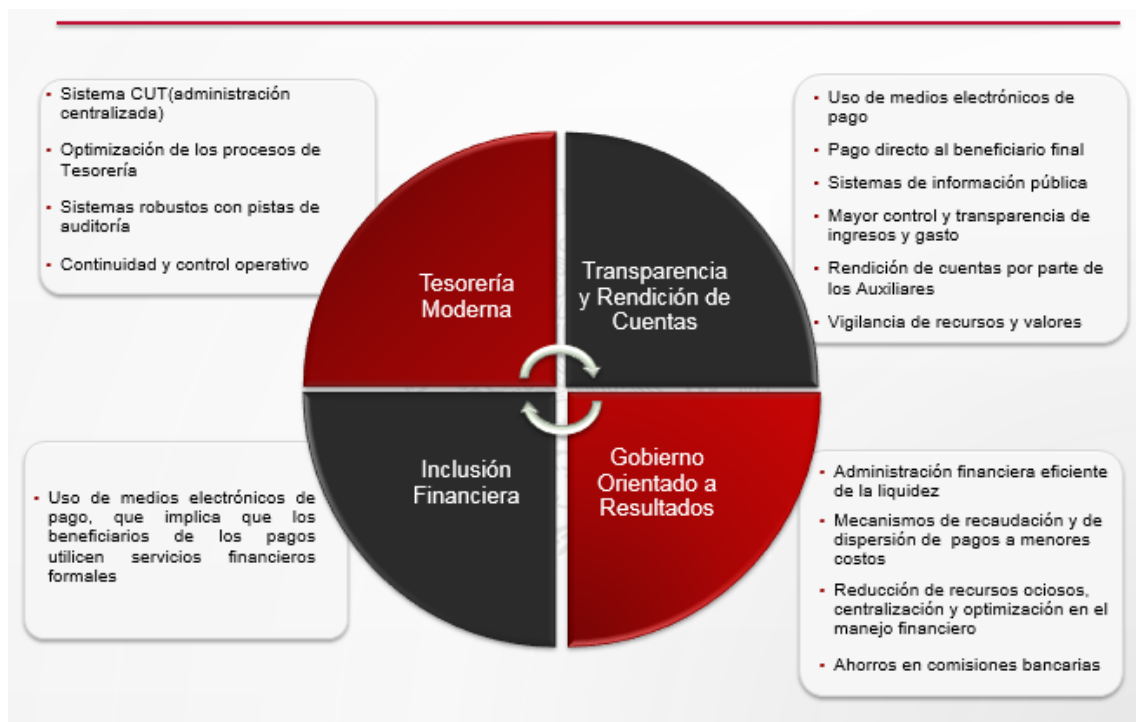 Sistema CUT(administración
centralizada)
Optimización de los procesos de
Tesorería
Sistemas robustos con pistas de
auditoría
Continuidad y control operativo
Uso de medios electrónicos de
pago
Pago directo al beneficiario final
Sistemas de información pública
Mayor control y transparencia de
ingresos y gasto
Rendición de cuentas por parte de
los Auxiliares
Vigilancia de recursos y valores
Tesorería
Moderna
Transparencia
y Rendición de
Cuentas
Inclusión
Financiera
Gobierno
Orientado a
Resultados
Uso de medios electrónicos de
pago, que implica que los
beneficiarios de los pagos
utilicen servicios financieros
formales
Administración financiera eficiente
de la liquidez
Mecanismos de recaudación y de
dispersión de pagos a menores
costos
Reducción de recursos ociosos,
centralización y optimización en el
manejo financiero
Ahorros en comisiones bancarias